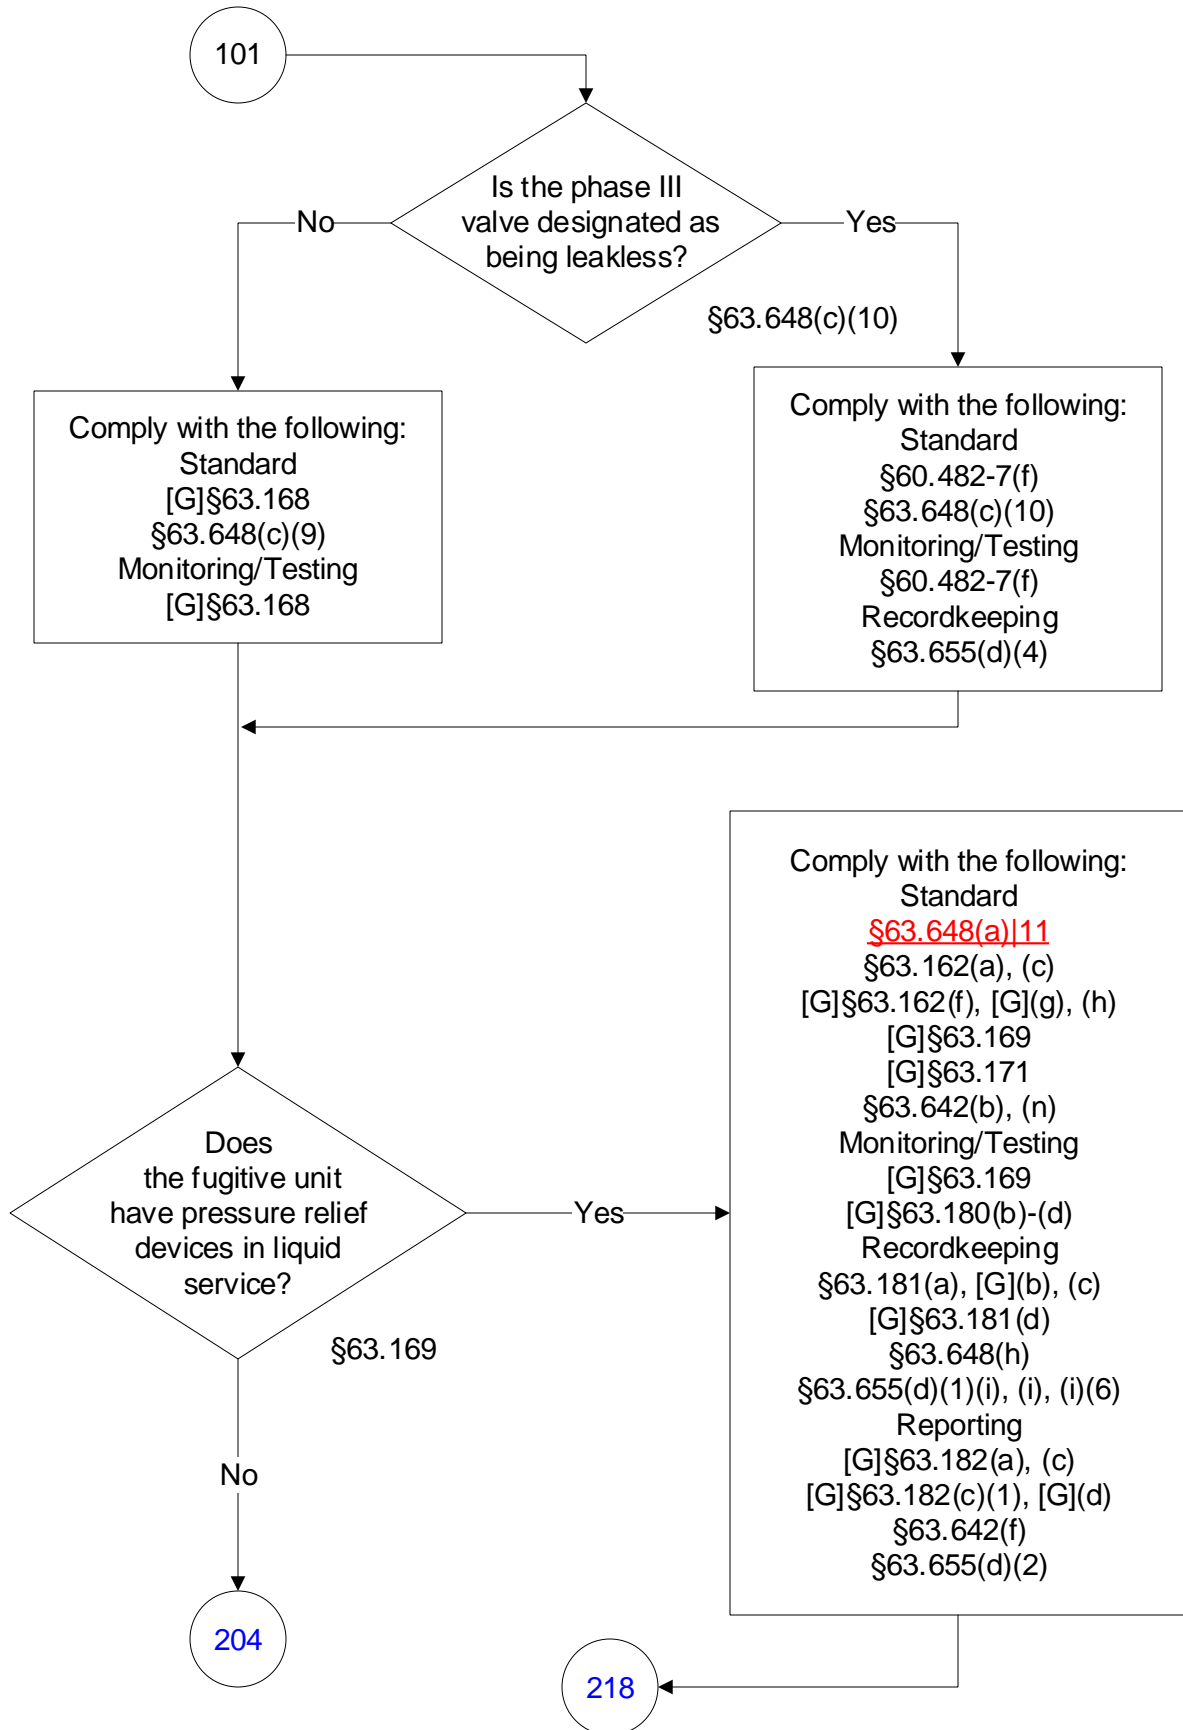 101
Is the phase III
valve designated as
being leakless?
No
Yes
§63.648(c)(10)
Comply with the following:
Standard
[G]§63.168
§63.648(c)(9)
Monitoring/Testing
[G]§63.168
Comply with the following:
Standard
§60.482-7(f)
§63.648(c)(10)
Monitoring/Testing
§60.482-7(f)
Recordkeeping
§63.655(d)(4)
Does
the fugitive unit
have pressure relief
devices in liquid
service?
Yes
§63.169
No
204
Comply with the following:
Standard
§63.648(a)|11
§63.162(a), (c)
[G]§63.162(f), [G](g), (h)
[G]§63.169
[G]§63.171
§63.642(b), (n)
Monitoring/Testing
[G]§63.169
[G]§63.180(b)-(d)
Recordkeeping
§63.181(a), [G](b), (c)
[G]§63.181(d)
§63.648(h)
§63.655(d)(1)(i), (i), (i)(6)
Reporting
[G]§63.182(a), (c)
[G]§63.182(c)(1), [G](d)
§63.642(f)
§63.655(d)(2)
218